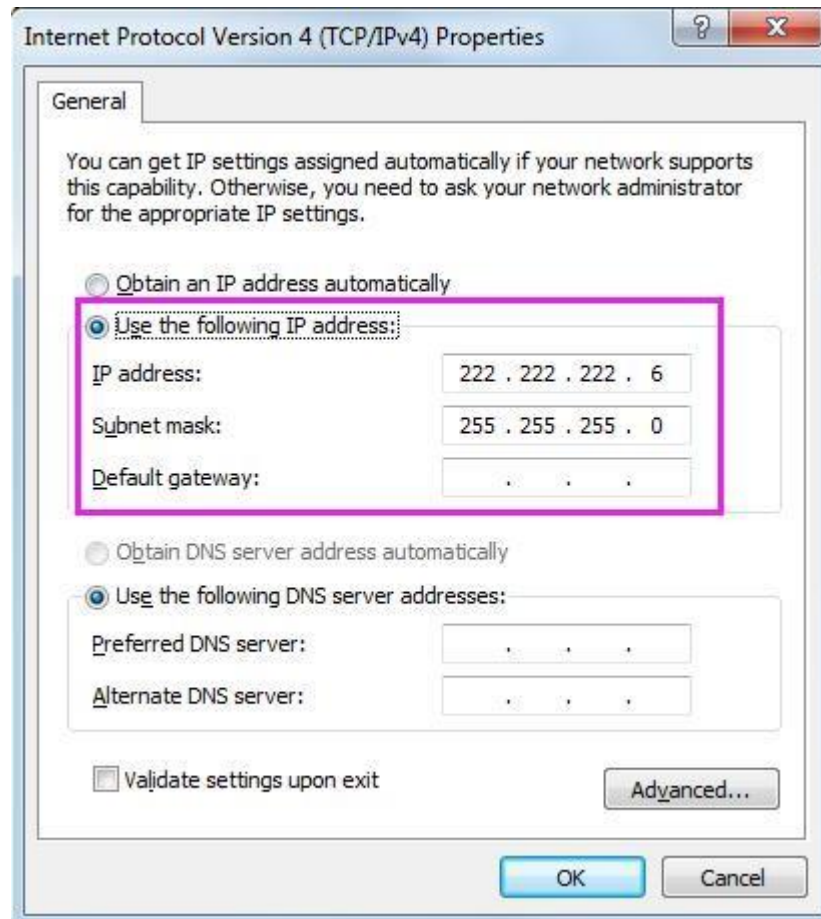 Internet Protocol Version 4 (TCP/IPv4) Properties
General
You can get IP settings assigned automatically if your network supports
this capability. Otherwise, you need to ask your network administrator
for the appropriate IP settings.
Obtain an IP address automatically
Use the following IP address:
IP address: 222 . 222 . 222 . 6
Subnet mask: 255 . 255 . 255 . 0
Default gateway: . . .
Obtain DNS server address automatically
Use the following DNS server addresses:
Preferred DNS server: . . .
Alternate DNS server: . . .
Validate settings upon exit
Advanced...
OK Cancel